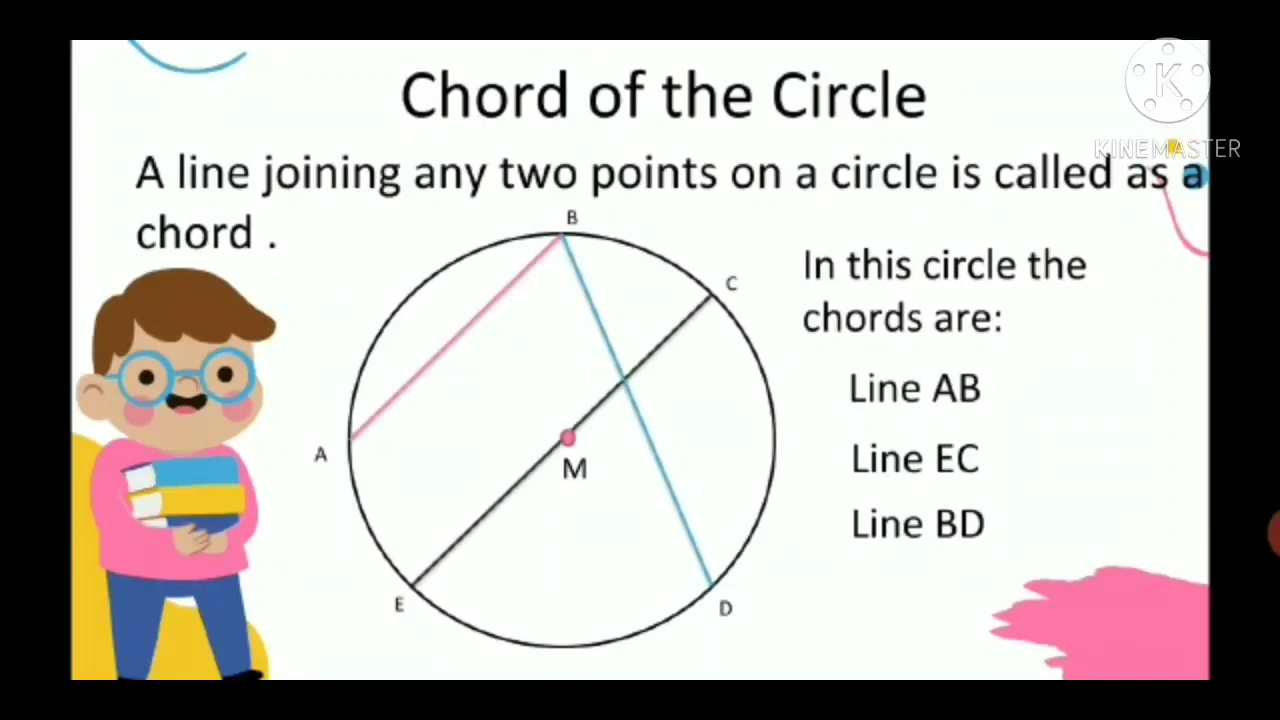 Chord of the Circle
K
KINEMASTER
A line joining any two points on a circle is called as a
chord .
B
C
A
M
E
D
In this circle the
chords are:
Line AB
Line EC
Line BD